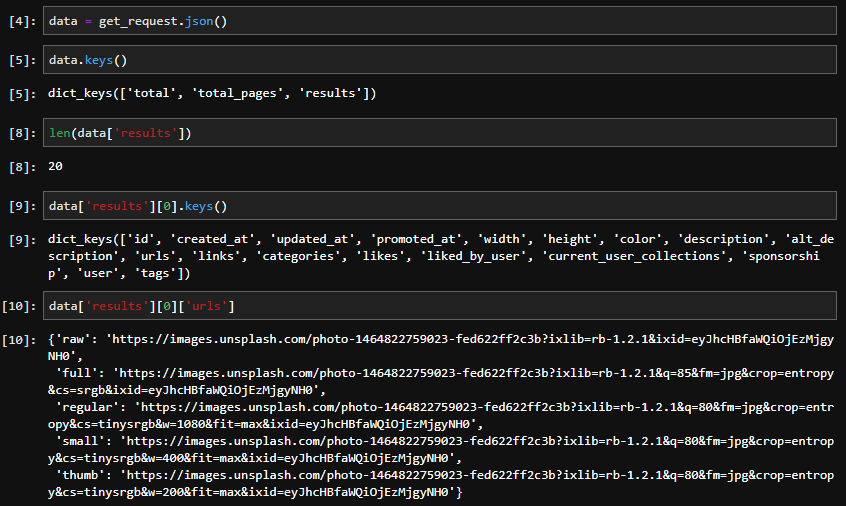 [4]: data = get_request.json()
[5]: data.keys()
[5]: dict_keys(['total', 'total_pages', 'results'])
[8]: len(data['results'])
[8]: 20
[9]: data['results'][0].keys()
[9]: dict_keys(['id', 'created_at', 'updated_at', 'promoted_at', 'width', 'height', 'color', 'description', 'alt_de
scription', 'urls', 'links', 'categories', 'likes', 'liked_by_user', 'current_user_collections', 'sponsorshi
p', 'user', 'tags'])
[10]: data['results'][0]['urls']
[10]: {'raw': 'https://images.unsplash.com/photo-1464822759023-fed622ff2c3b?ixlib=rb-1.2.1&ixid=eyJhcHBfaWQiOjEzMjgy
NH0',
'full': 'https://images.unsplash.com/photo-1464822759023-fed622ff2c3b?ixlib=rb-1.2.1&q=85&fm=jpg&crop=entropy
&cs=srgb&ixid=eyJhcHBfaWQiOjEzMjgyNH0',
'regular': 'https://images.unsplash.com/photo-1464822759023-fed622ff2c3b?ixlib=rb-1.2.1&q=80&fm=jpg&crop=entr
opy&cs=tinysrgb&w=1080&fit=max&ixid=eyJhcHBfaWQiOjEzMjgyNH0',
'small': 'https://images.unsplash.com/photo-1464822759023-fed622ff2c3b?ixlib=rb-1.2.1&q=80&fm=jpg&crop=entrop
y&cs=tinysrgb&w=400&fit=max&ixid=eyJhcHBfaWQiOjEzMjgyNH0',
'thumb': 'https://images.unsplash.com/photo-1464822759023-fed622ff2c3b?ixlib=rb-1.2.1&q=80&fm=jpg&crop=entrop
y&cs=tinysrgb&w=200&fit=max&ixid=eyJhcHBfaWQiOjEzMjgyNH0'}